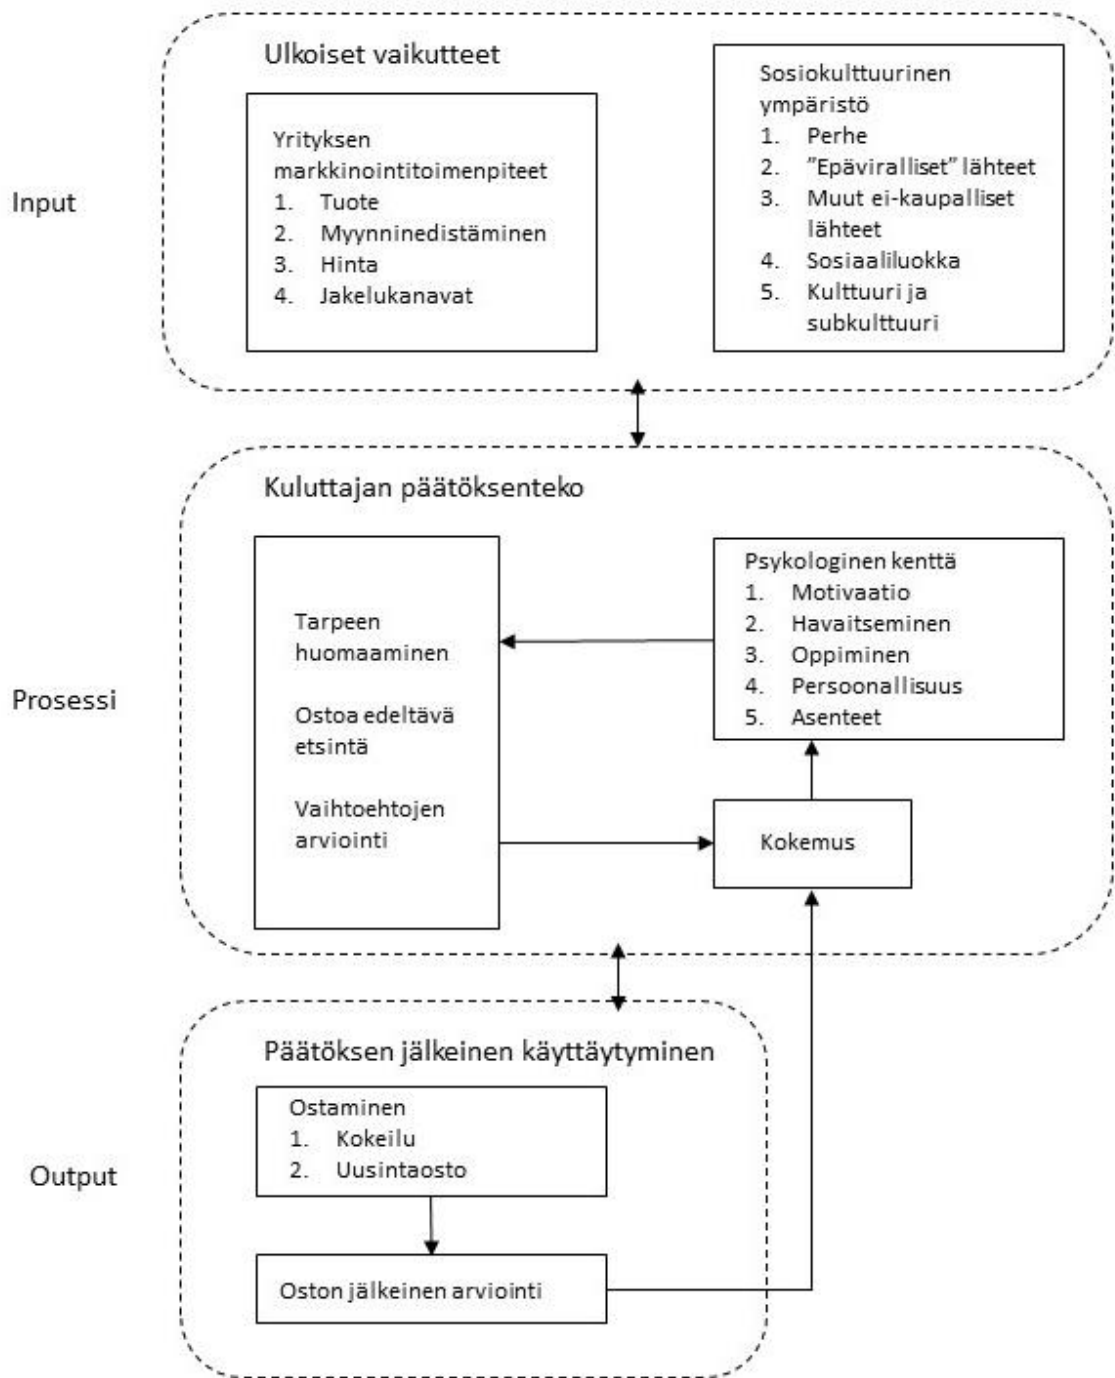 Input
Ulkoiset vaikutteet
Yrityksen
markkinointitoimenpiteet
1. Tuote
2. Myynninedistäminen
3. Hinta
4. Jakelukanavat
Sosiokulttuurinen
ympäristö
1. Perhe
2. ”Epäviralliset” lähteet
3. Muut ei-kaupalliset
lähteet
4. Sosiaaliluokka
5. Kulttuuri ja
subkulttuuri
Prosessi
Kuluttajan päätöksenteko
Tarpeen
huomaaminen
Ostoa edeltävä
etsintä
Vaihtoehtojen
arviointi
Psykologinen kenttä
1. Motivaatio
2. Havaitseminen
3. Oppiminen
4. Persoonallisuus
5. Asenteet
Kokemus
Output
Päätöksen jälkeinen käyttäytyminen
Ostaminen
1. Kokeilu
2. Uusintaosto
Oston jälkeinen arviointi